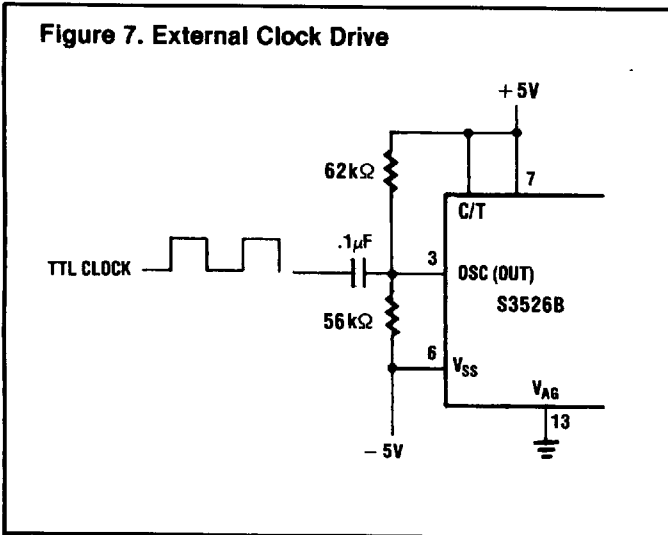 Figure 7. External Clock Drive
+5V
62kΩ
7
C/T
.1μF
TTL CLOCK
3
OSC (OUT)
S3526B
56kΩ
6
VSS
VAG
13
– 5V